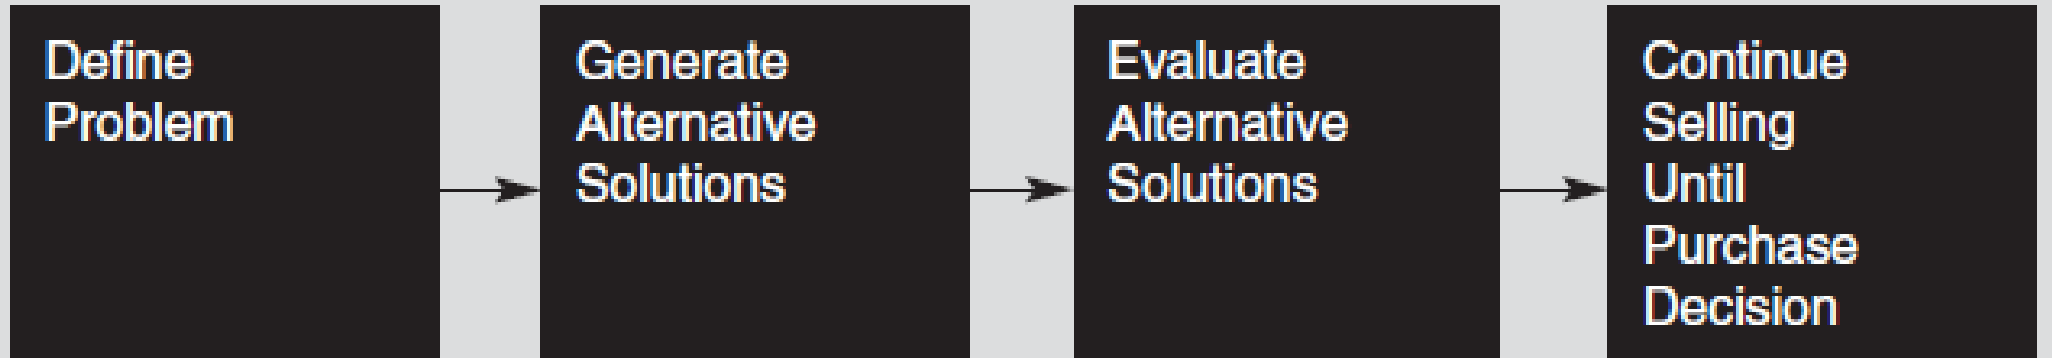 Define
Problem
Generate
Alternative
Solutions
Evaluate
Alternative
Solutions
Continue
Selling
Until
Purchase
Decision